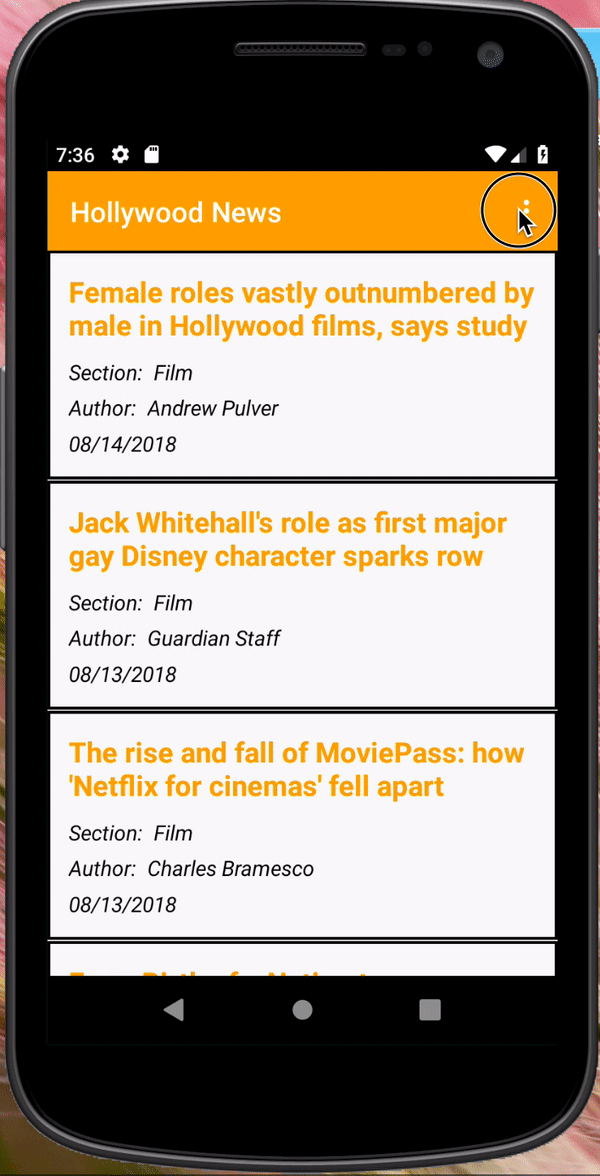 7:36
Hollywood News
Female roles vastly outnumbered by
male in Hollywood films, says study
Section: Film
Author: Andrew Pulver
08/14/2018
Jack Whitehall's role as first major
gay Disney character sparks row
Section: Film
Author: Guardian Staff
08/13/2018
The rise and fall of MoviePass: how
'Netflix for cinemas' fell apart
Section: Film
Author: Charles Bramesco
08/13/2018